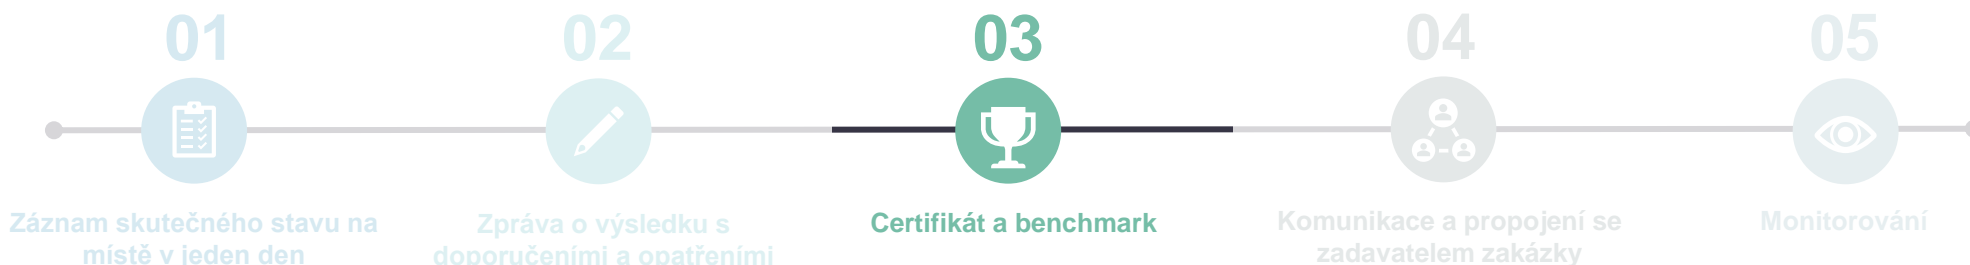 01
02
03
04
05
Záznam skutečného stavu na
místě v jeden den
Zpráva o výsledku s
doporučeními a opatřeními
Certifikát a benchmark
Komunikace a propojení se
zadavatelem zakázky
Monitorování